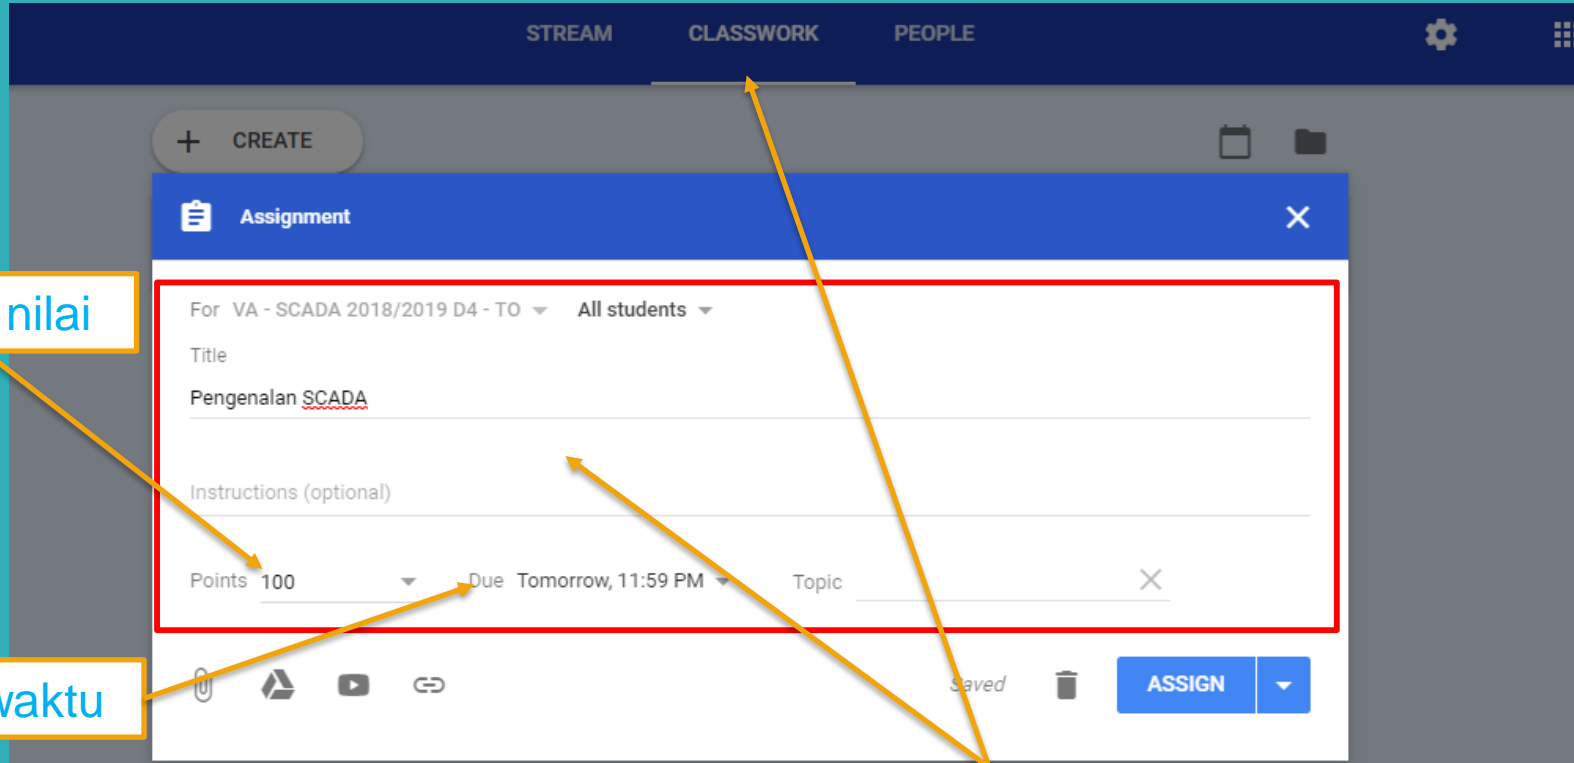 STREAM CLASSWORK PEOPLE
CREATE
Assignment
nilai
For VA - SCADA 2018/2019 D4 - TO All students
Title
Pengenalan SCADA
Instructions (optional)
Points 100 Due Tomorrow, 11:59 PM Topic
waktu
Saved ASSIGN